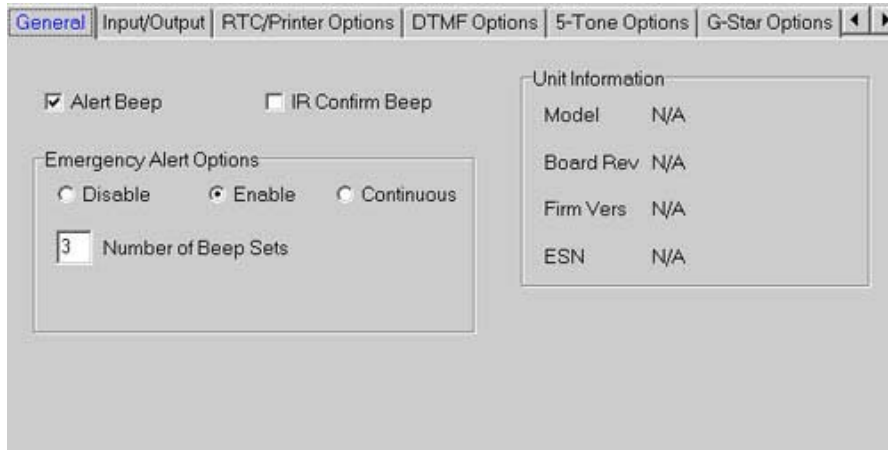 General Input/Output RTC/Printer Options DTMF Options 5-Tone Options G-Star Options
Alert Beep IR Confirm Beep
Emergency Alert Options
Disable Enable Continuous
3 Number of Beep Sets
Unit Information
Model N/A
Board Rev N/A
Firm Vers N/A
ESN N/A